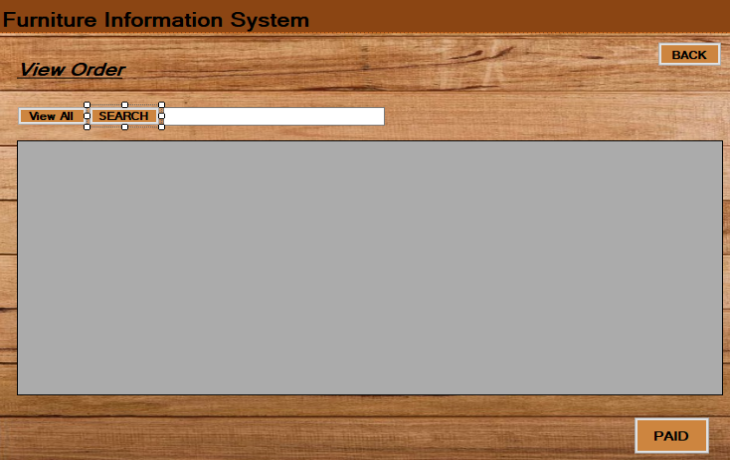 Furniture Information System
BACK
View Order
View All SEARCH
PAID